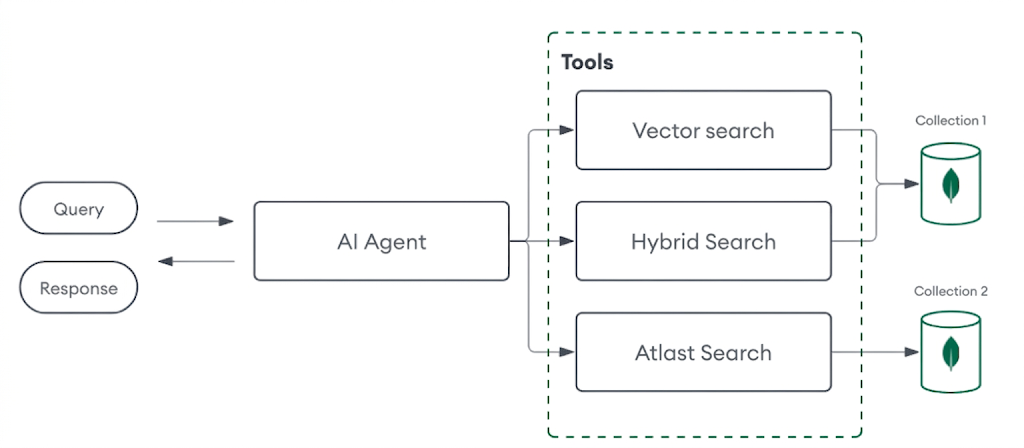 Tools
Vector search
Collection 1
Query
AI Agent
Hybrid Search
Response
Collection 2
Atlast Search